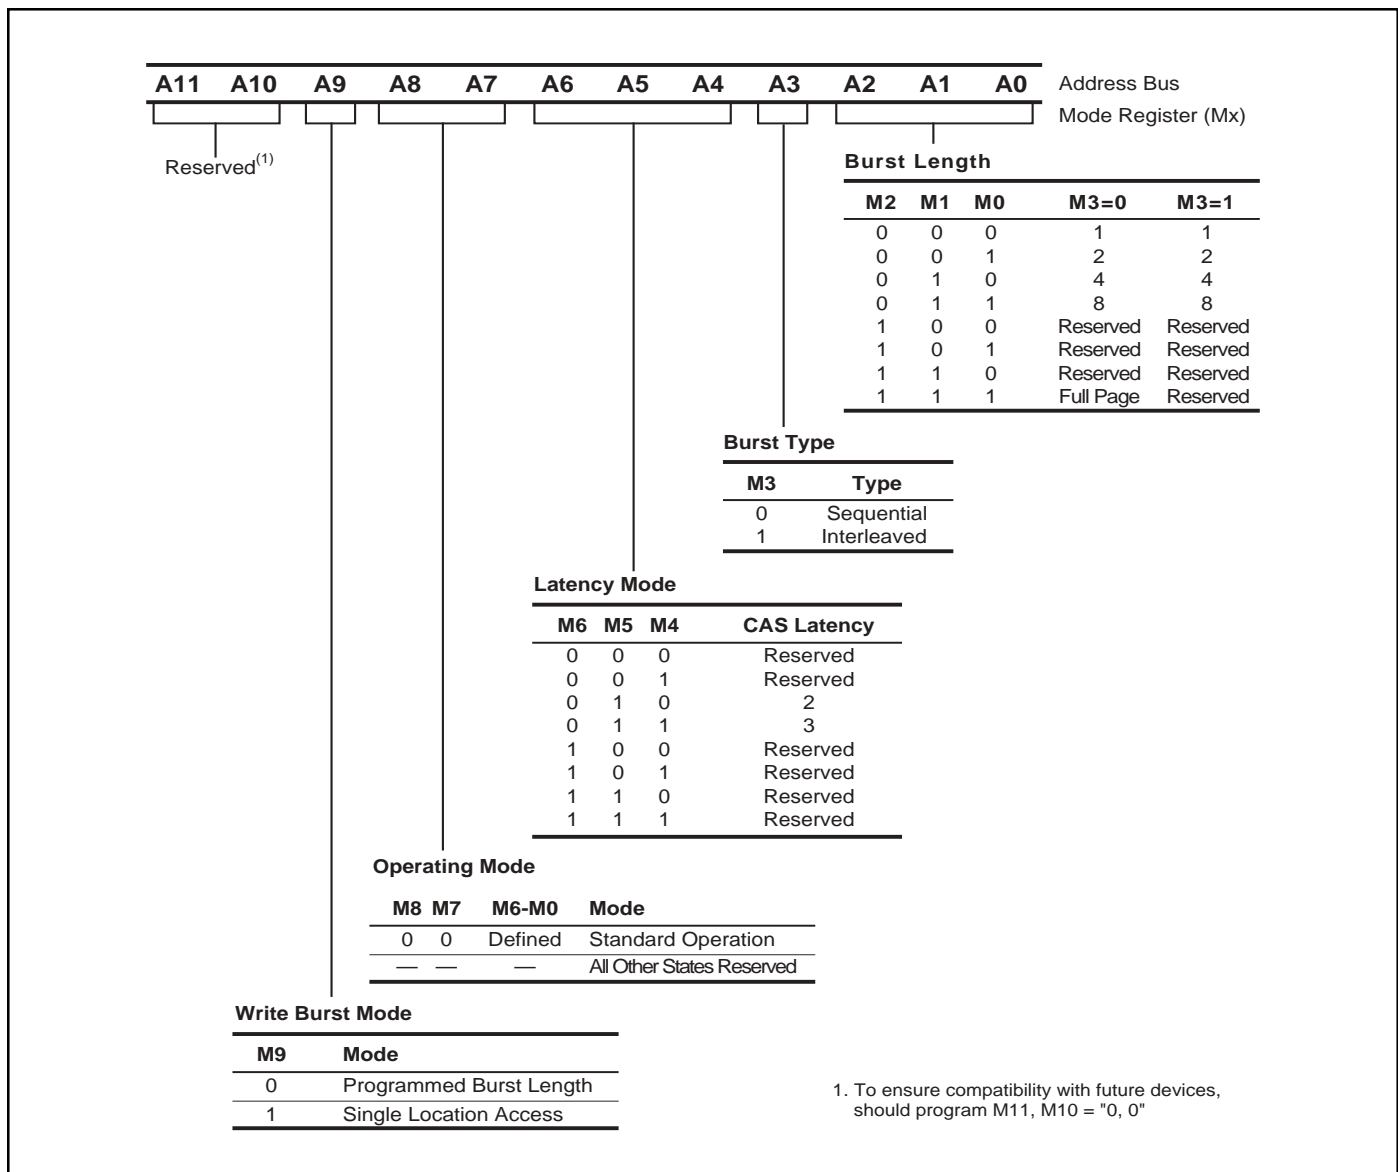 A11 A10 A9 A8 A7 A6 A5 A4 A3 A2 A1 A0 Address Bus
Mode Register (Mx)
Reserved(1)
Burst Length
M2 M1 M0 M3=0 M3=1
0 0 0 1 1
0 0 1 2 2
0 1 0 4 4
0 1 1 8 8
1 0 0 Reserved Reserved
1 0 1 Reserved Reserved
1 1 0 Reserved Reserved
1 1 1 Full Page Reserved
Burst Type
M3 Type
0 Sequential
1 Interleaved
Latency Mode
M6 M5 M4 CAS Latency
0 0 0 Reserved
0 0 1 Reserved
0 1 0 2
0 1 1 3
1 0 0 Reserved
1 0 1 Reserved
1 1 0 Reserved
1 1 1 Reserved
Operating Mode
M8 M7 M6-M0 Mode
0 0 Defined Standard Operation
— — — All Other States Reserved
Write Burst Mode
M9 Mode
0 Programmed Burst Length
1 Single Location Access
1. To ensure compatibility with future devices,
should program M11, M10 = "0, 0"